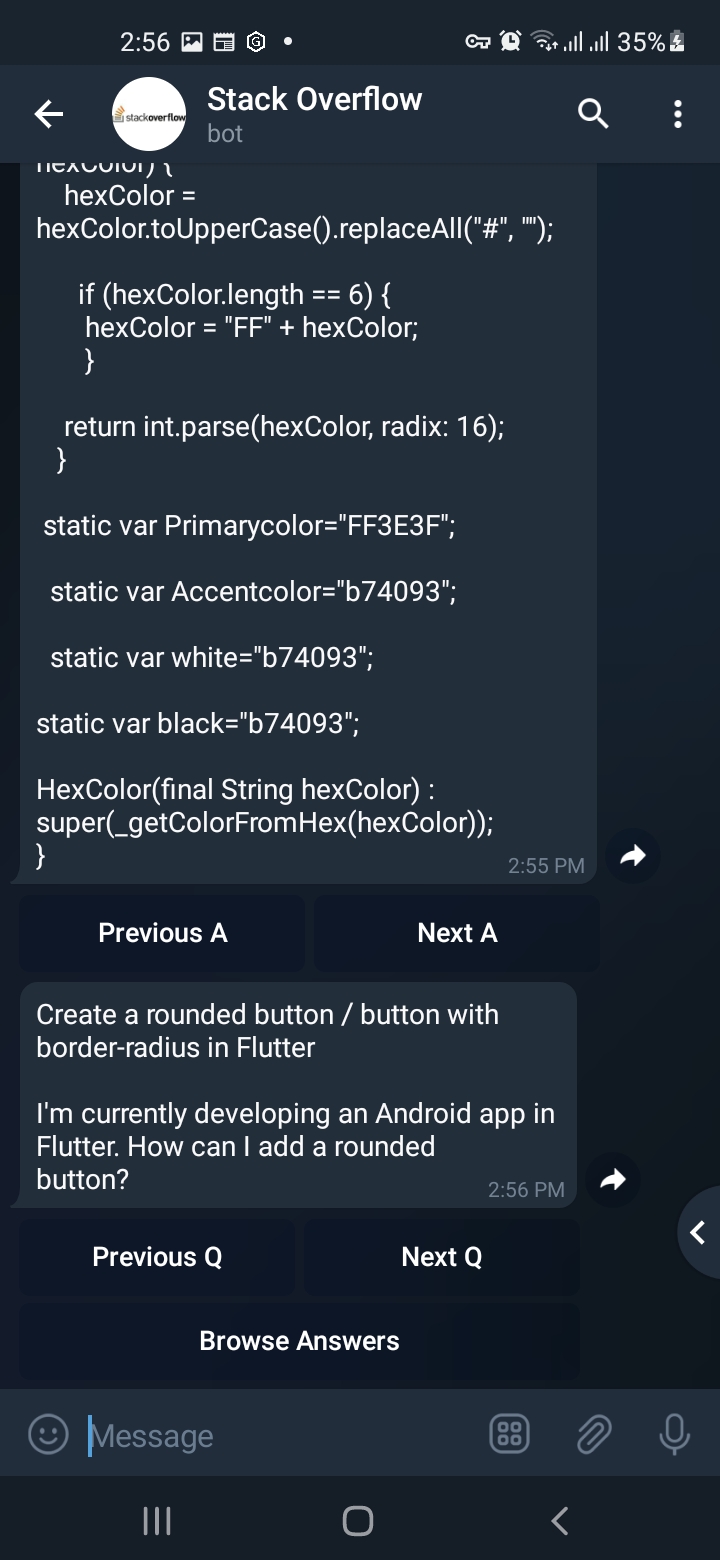 2:56
35%
stackoverflow
Stack Overflow
bot
hexColor) {
hexColor =
hexColor.toUpperCase().replaceAll("#", "");
if (hexColor.length == 6) {
hexColor = "FF" + hexColor;
}
return int.parse(hexColor, radix: 16);
}
static var Primarycolor="FF3E3F";
static var Accentcolor="b74093";
static var white="b74093";
static var black="b74093";
HexColor(final String hexColor) :
super(_getColorFromHex(hexColor));
}
2:55 PM
Previous A
Next A
Create a rounded button / button with
border-radius in Flutter
I'm currently developing an Android app in
Flutter. How can I add a rounded
button?
2:56 PM
Previous Q
Next Q
Browse Answers
Message